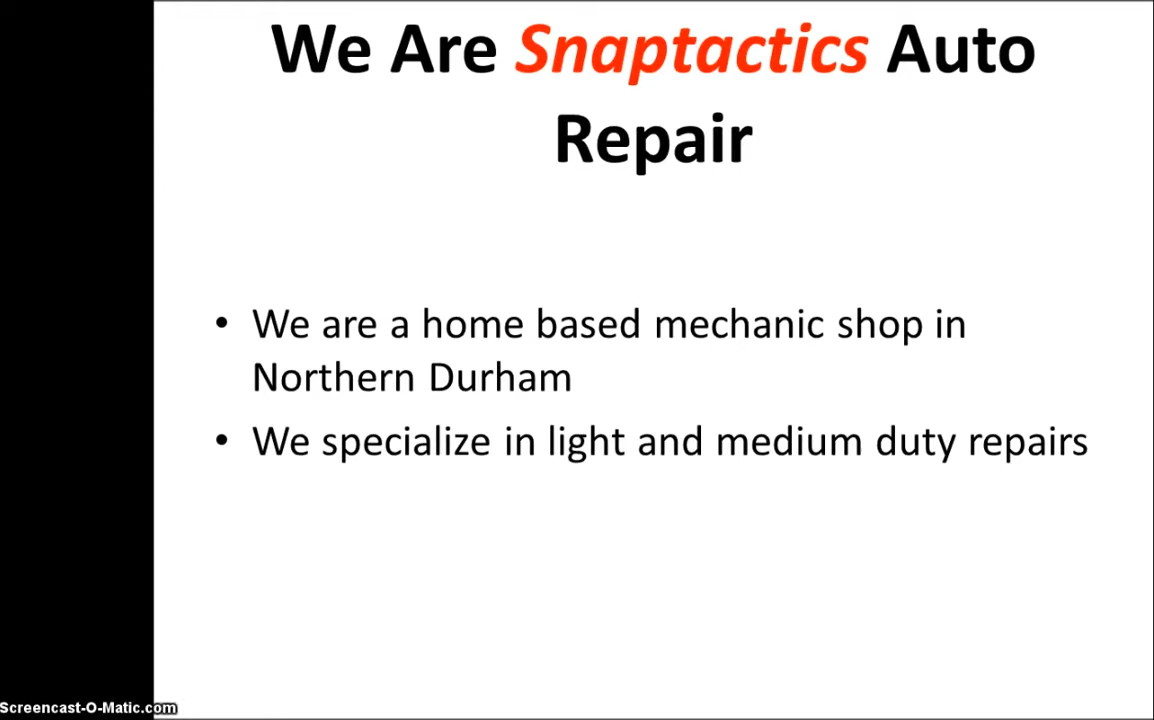 We Are Snaptactics Auto
Repair
• We are a home based mechanic shop in
Northern Durham
• We specialize in light and medium duty repairs
Screencast-O-Matic.com